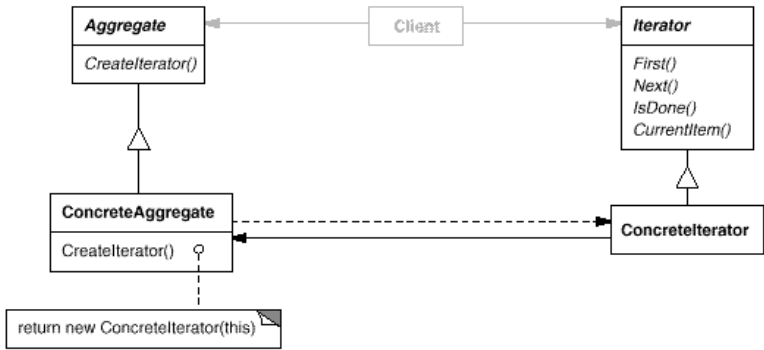 Aggregate
CreateIterator()
Client
Iterator
First()
Next()
IsDone()
CurrentItem()
ConcreteAggregate
CreateIterator()
ConcreteIterator
return new ConcreteIterator(this)